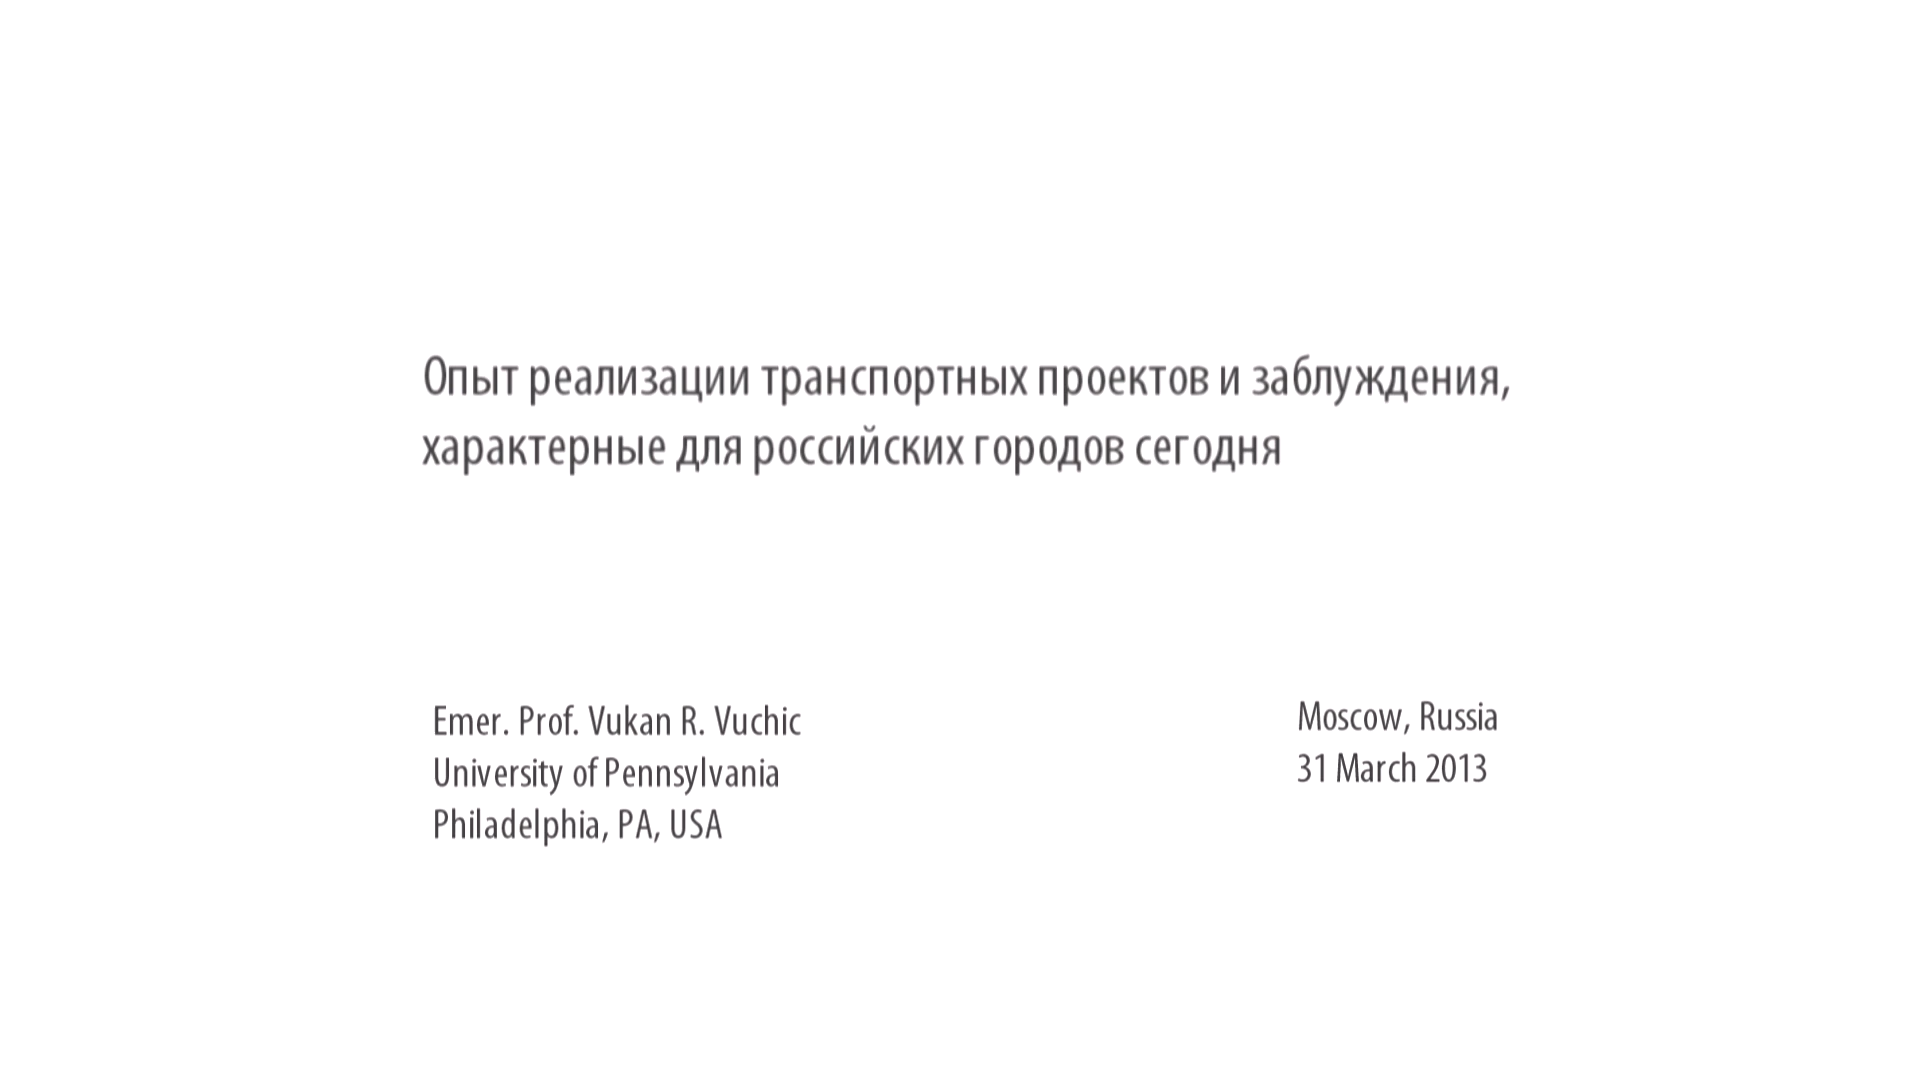 Опыт реализации транспортных проектов и заблуждения,
характерные для российских городов сегодня
Emer. Prof. Vukan R. Vuchic
University of Pennsylvania
Philadelphia, PA, USA
Moscow, Russia
31 March 2013